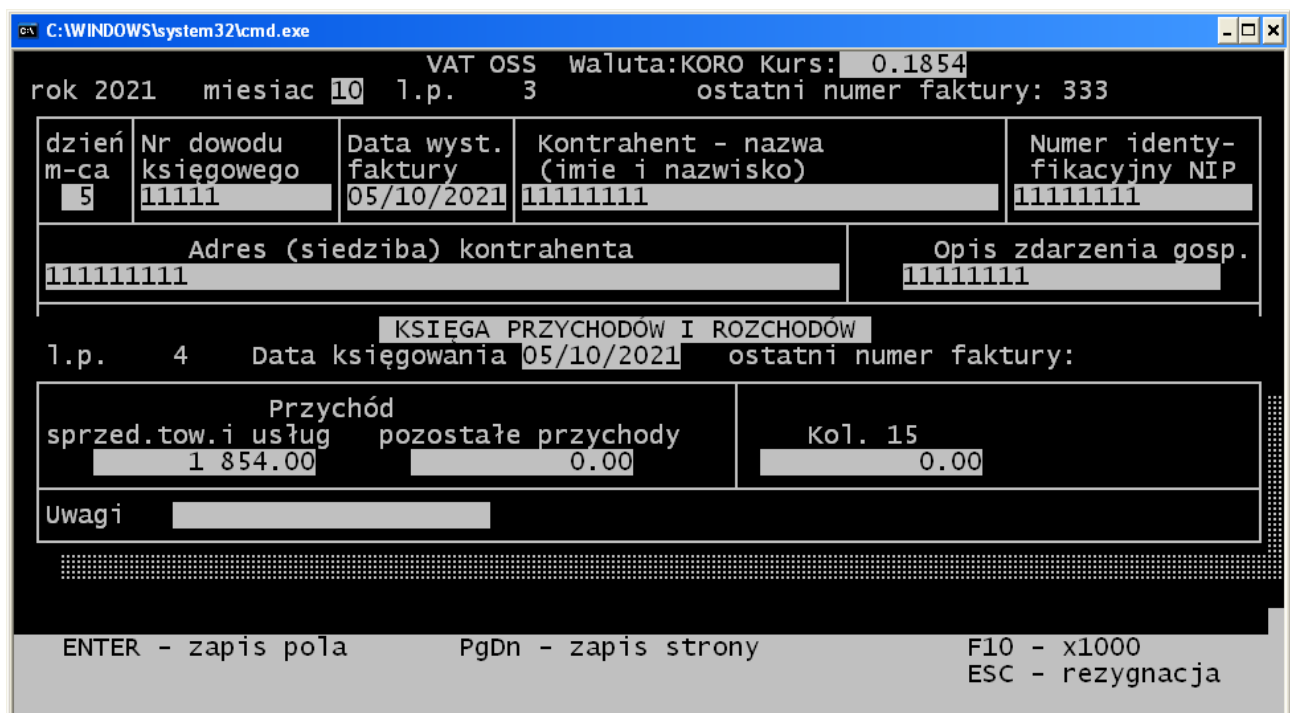 C:\WINDOWS\system32\cmd.exe
VAT OSS Waluta:KORO Kurs: 0.1854
rok 2021 miesiac 10 l.p. 3 ostatni numer faktury: 333
dzień Nr dowodu Data wyst. Kontrahent - nazwa Numer identy-
m-ca księgowego faktury (imie i nazwisko) fikacyjny NIP
5 11111 05/10/2021 11111111 11111111
Adres (siedziba) kontrahenta Opis zdarzenia gosp.
111111111 11111111
KSIĘGA PRZYCHODÓW I ROZCHODÓW
l.p. 4 Data księgowania 05/10/2021 ostatni numer faktury:
Przychód
sprzed.tow.i usług pozostałe przychody Kol. 15
1 854.00 0.00 0.00
Uwagi
ENTER - zapis pola PgDn - zapis strony F10 - x1000
ESC - rezygnacja